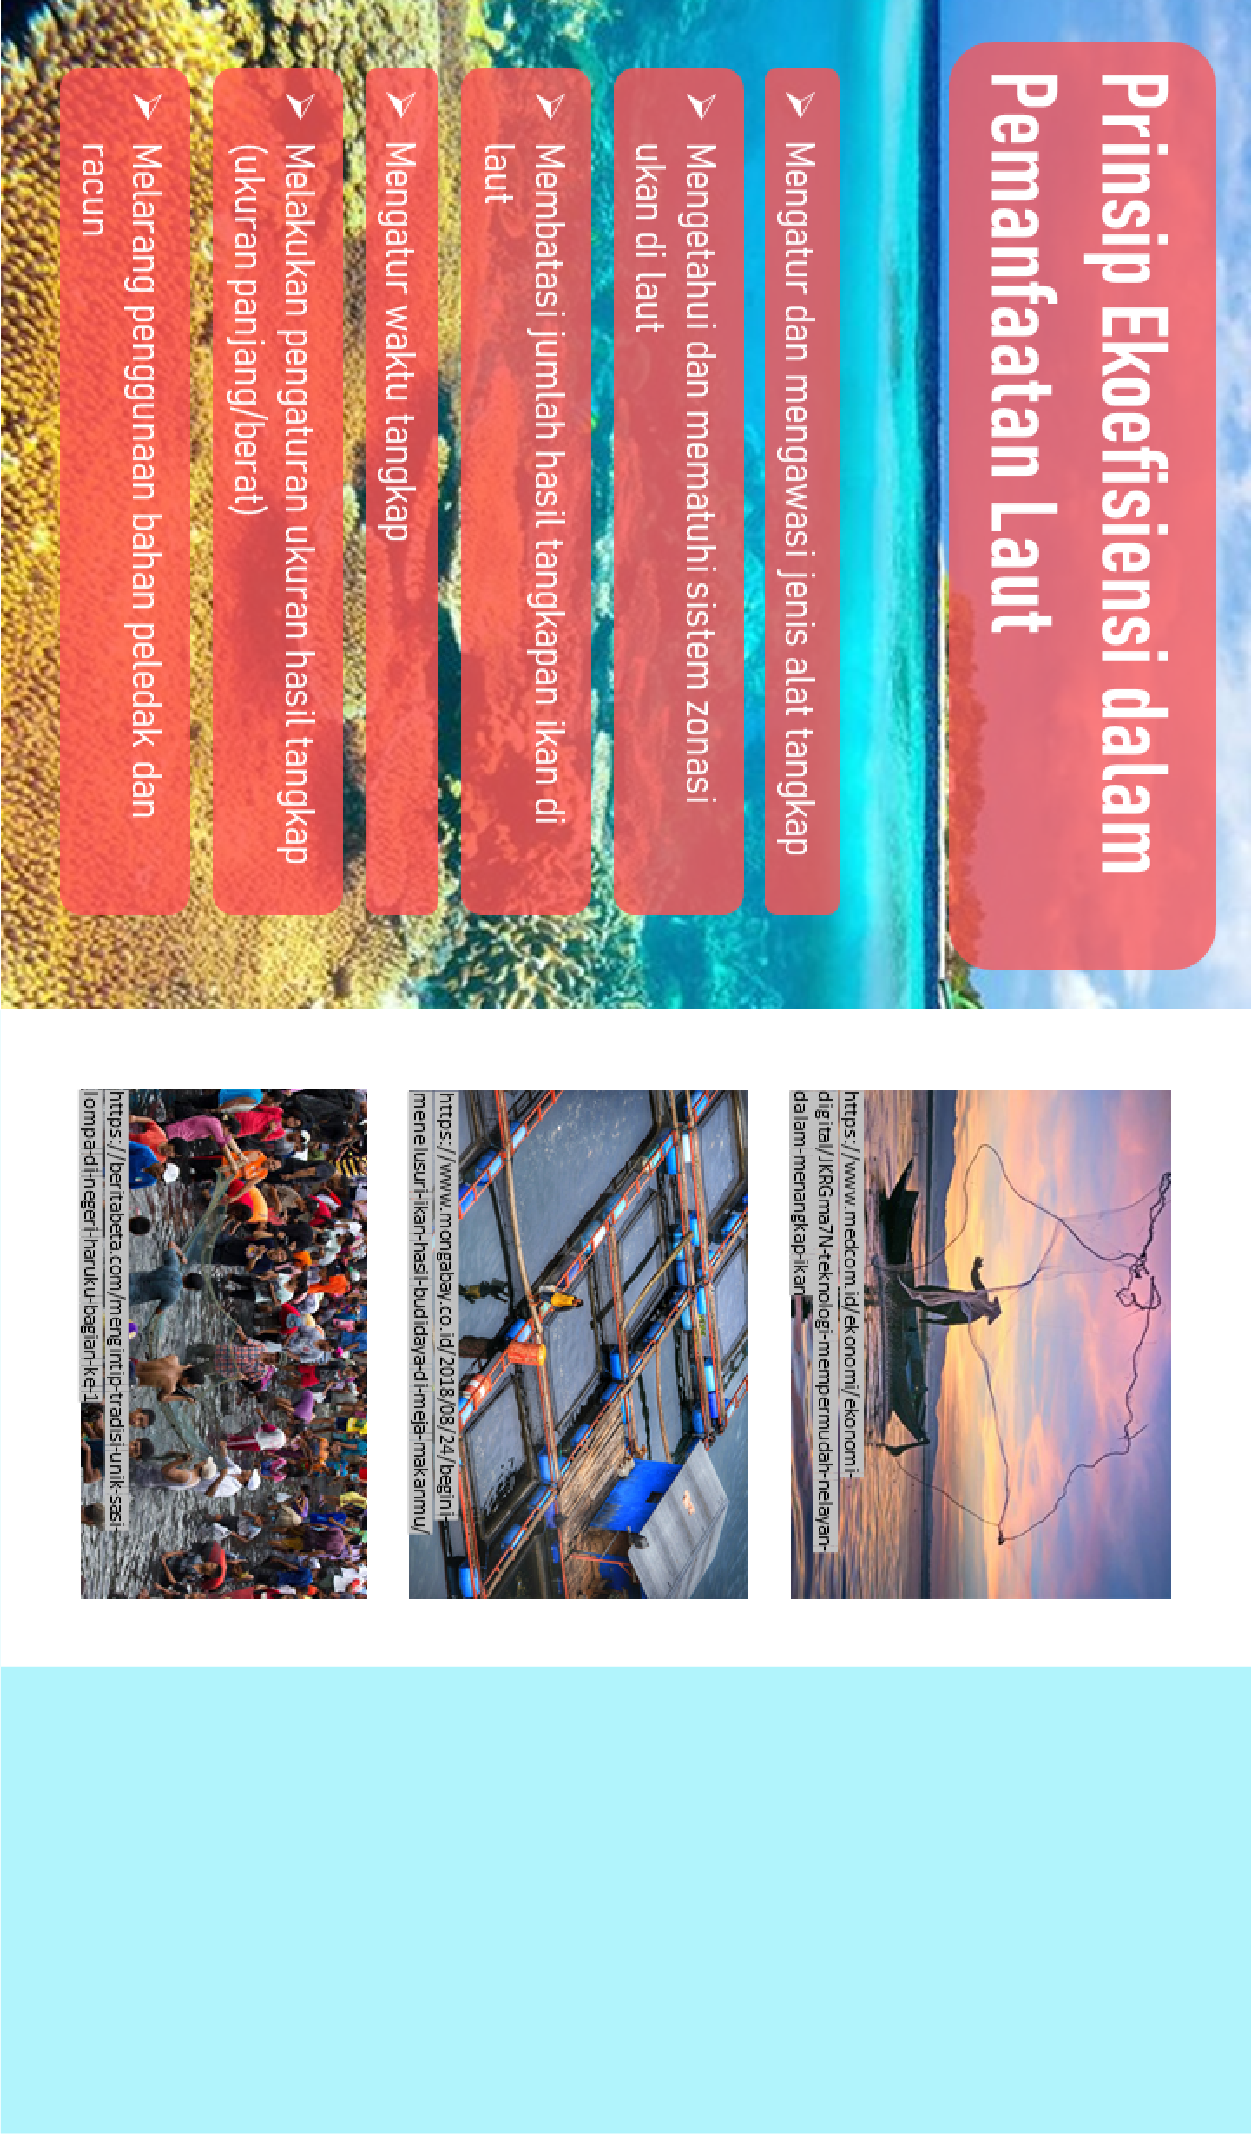 Prinsip Ekoefisiensi dalam
Pemanfaatan Laut
➢ Mengatur dan mengawasi jenis alat tangkap
➢ Mengetahui dan mematuhi sistem zonasi
ukan di laut
➢ Membatasi jumlah hasil tangkapan ikan di
laut
➢ Mengatur waktu tangkap
➢ Melakukan pengaturan ukuran hasil tangkap
(ukuran panjang/berat)
➢ Melarang penggunaan bahan peledak dan
racun
https://www.medcom.id/ekonomi/ekonomi-
digital/JKRGma7N-teknologi-mempermudah-nelayan-
dalam-menangkap-ikan
https://www.mongabay.co.id/2018/08/24/begini-
menelusuri-ikan-hasil-budidaya-di-meja-makanmu/
https://beritabeta.com/mengintip-tradisi-unik-sasi-
lompa-di-negeri-haruku-bagian-ke-1